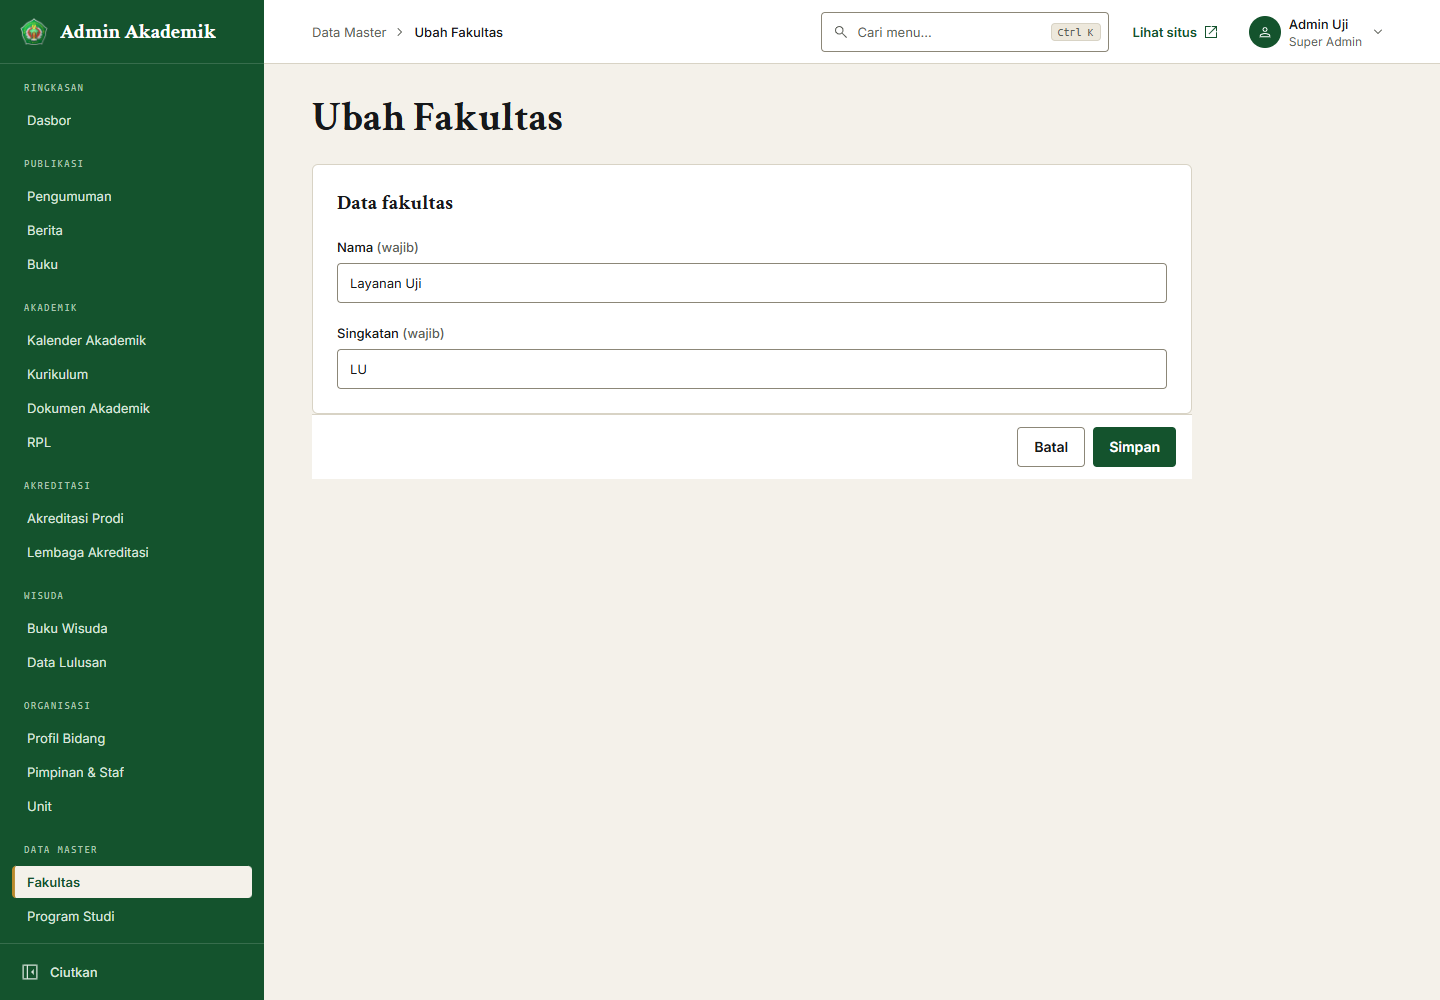 Admin Akademik
RINGKASAN
Dasbor
PUBLIKASI
Pengumuman
Berita
Buku
AKADEMIK
Kalender Akademik
Kurikulum
Dokumen Akademik
RPL
AKREDITASI
Akreditasi Prodi
Lembaga Akreditasi
WISUDA
Buku Wisuda
Data Lulusan
ORGANISASI
Profil Bidang
Pimpinan & Staf
Unit
DATA MASTER
Fakultas
Program Studi
Ciutkan
Data Master > Ubah Fakultas
Cari menu... Ctrl K
Lihat situs
Admin Uji
Super Admin
Ubah Fakultas
Data fakultas
Nama (wajib)
Layanan Uji
Singkatan (wajib)
LU
Batal Simpan